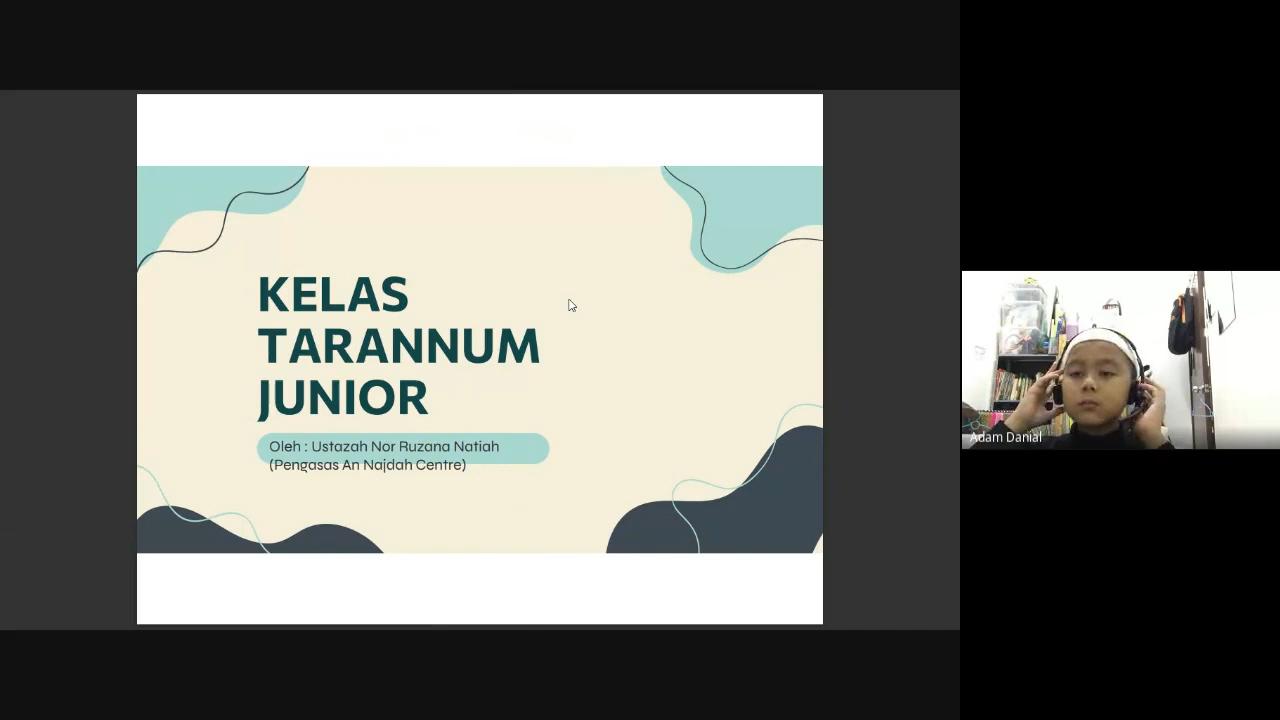 KELAS
TARANNUM
JUNIOR
Oleh : Ustazah Nor Ruzana Natiah
(Pengasas An Najdah Centre)
Adam Danial